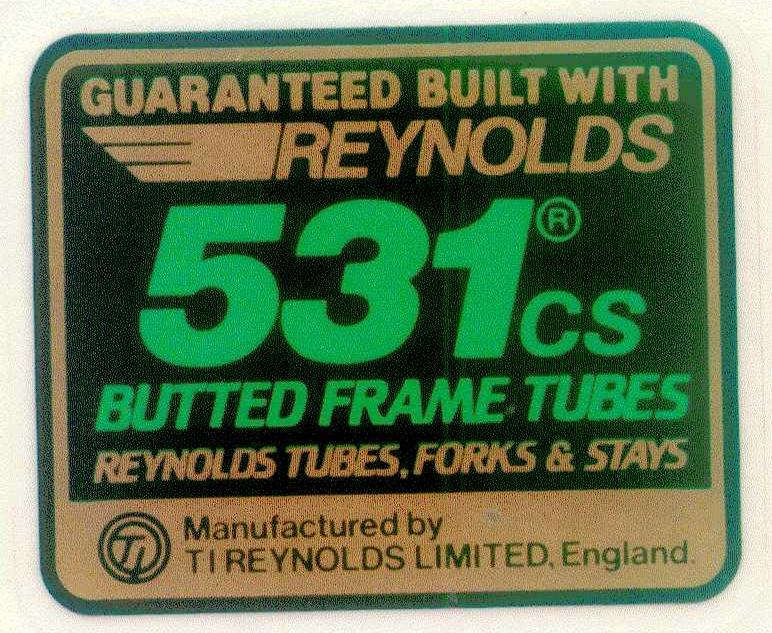 GUARANTEED BUILT WITH
REYNOLDS
531® CS
BUTTED FRAME TUBES
REYNOLDS TUBES, FORKS & STAYS
TI
Manufactured by
TI REYNOLDS LIMITED, England.